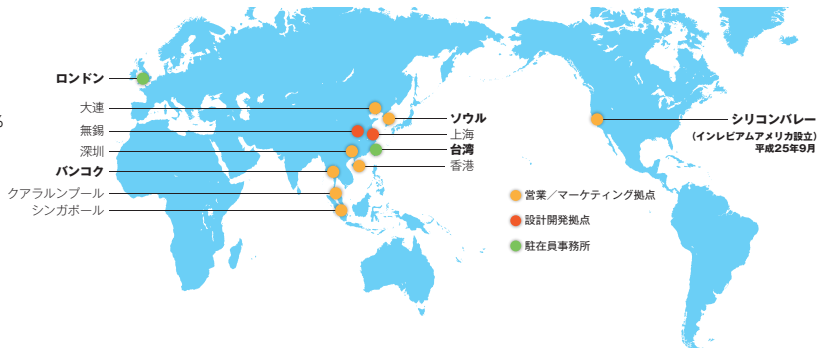 ロンドン
大連
%
ソウル
シリコンバレー
無錫
上海
(インレビアムアメリカ設立)
平成25年9月
深圳
台湾
バンコク
香港
クアラルンプール
営業／マーケティング拠点
シンガポール
設計開発拠点
駐在員事務所